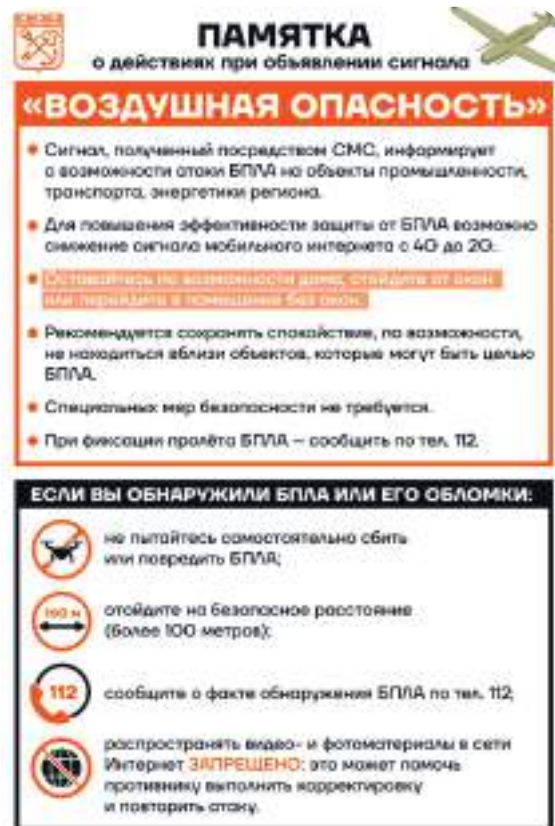 ПАМЯТКА
о действиях при объявлении сигнала
«ВОЗДУШНАЯ ОПАСНОСТЬ»
Сигнал, полученный посредством СМС, информирует
о возможности атаки БПЛА на объекты промышленности,
транспорта, энергетики региона.
Для повышения эффективности защиты от БПЛА возможно
снижение сигнала мобильного интернета с 4G до 2G.
Оставайтесь по возможности дома, отойдите от окон
или перейдите в помещения без окон.
Рекомендуется сохранять спокойствие, по возможности,
не находиться вблизи объектов, которые могут быть целью
БПЛА.
Специальных мер безопасности не требуется.
При фиксации пролёта БПЛА – сообщить по тел. 112.
ЕСЛИ ВЫ ОБНАРУЖИЛИ БПЛА ИЛИ ЕГО ОБЛОМКИ:
не пытайтесь самостоятельно сбить
или повредить БПЛА;
100 м
отойдите на безопасное расстояние
(более 100 метров);
112
сообщите о факте обнаружения БПЛА по тел. 112;
распространять видео- и фотоматериалы в сети
Интернет ЗАПРЕЩЕНО: это может помочь
противнику выполнить корректировку
и повторить атаку.